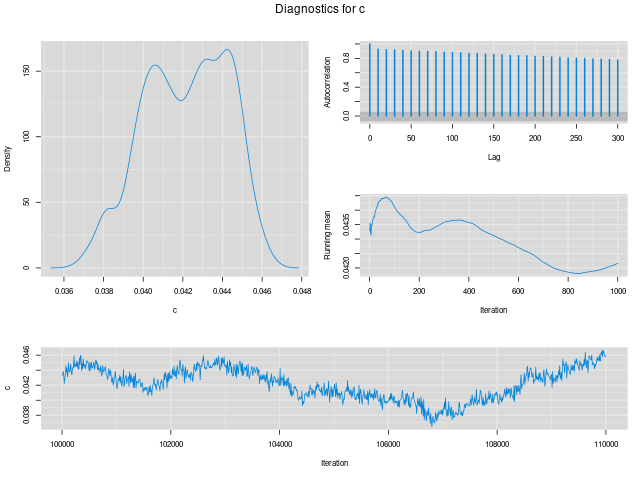 Diagnostics for c
Density
150
100
50
0
0.036 0.038 0.040 0.042 0.044 0.046 0.048
c
Autocorrelation
0.8
0.4
0.0
0 50 100 150 200 250 300
Lag
Running mean
0.0435
0.0420
0 200 400 600 800 1000
Iteration
c
0.046
0.042
0.038
100000 102000 104000 106000 108000 110000
Iteration